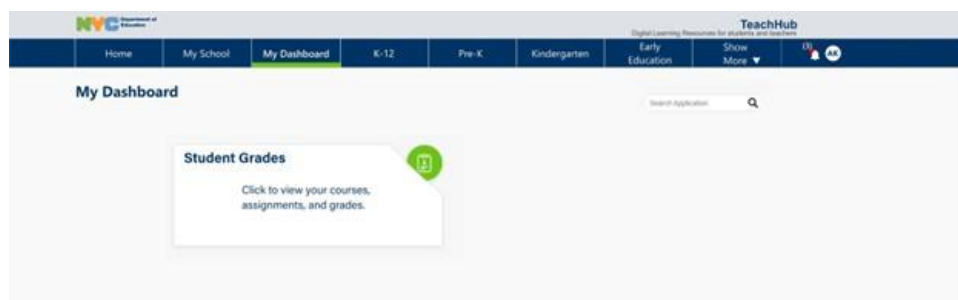 NYC Department of
Education
TeachHub
Digital Learning Resources for students and teachers
Home
My School
My Dashboard
K-12
Pre-K
Kindergarten
Early
Education
Show
More ▼
(3)
AK
My Dashboard
Search Application
Student Grades
Click to view your courses,
assignments, and grades.